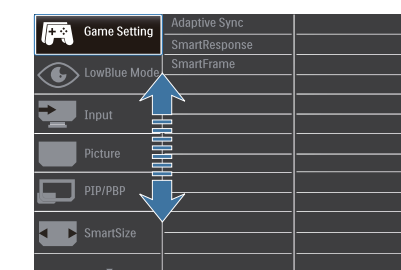 Game Setting
Adaptive Sync
SmartResponse
LowBlue Mode
SmartFrame
Input
Picture
PIP/PBP
SmartSize